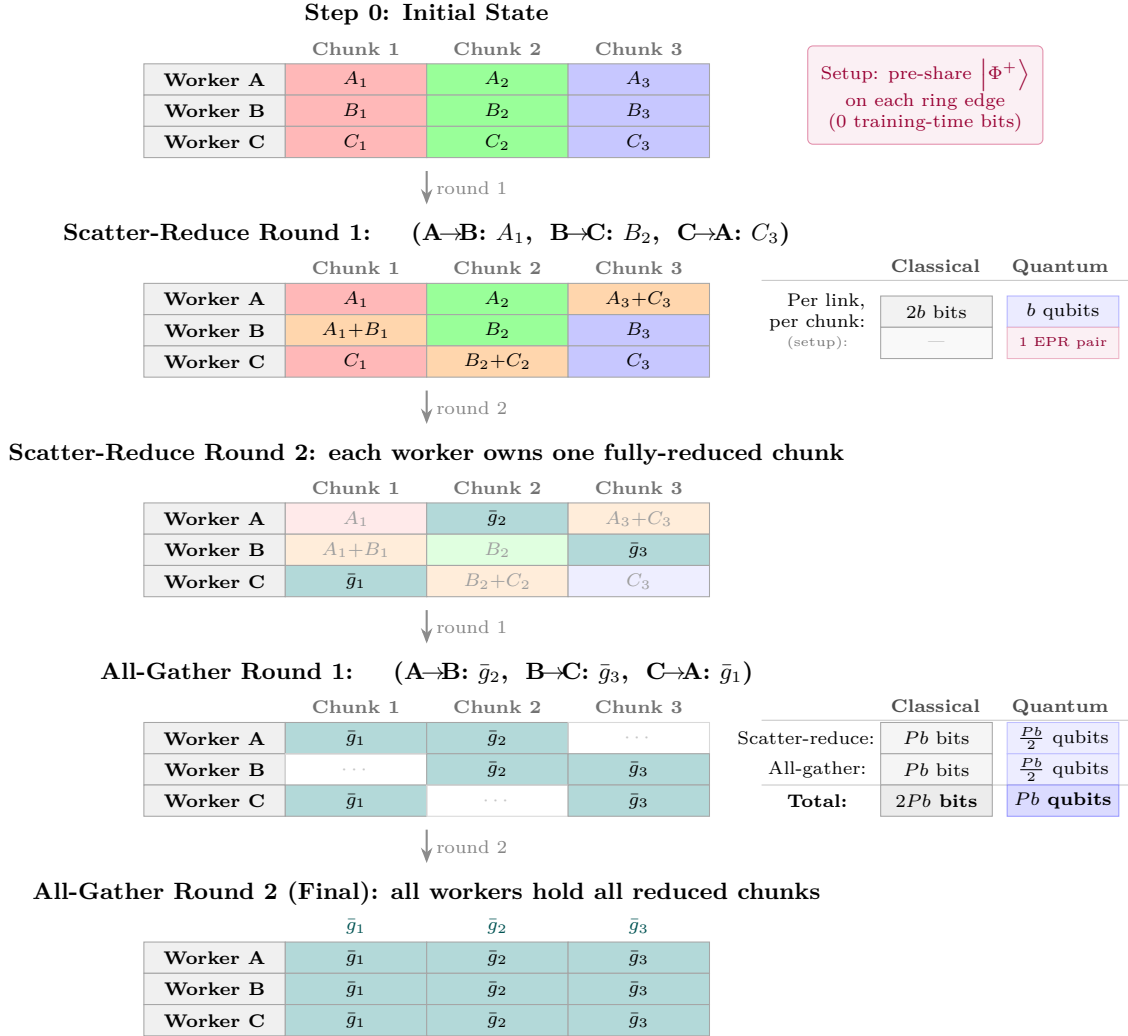 Step 0: Initial State
Chunk 1 Chunk 2 Chunk 3
Worker A A₁ A₂ A₃
Worker B B₁ B₂ B₃
Worker C C₁ C₂ C₃
Setup: pre-share |Φ⁺⟩
on each ring edge
(0 training-time bits)
round 1
Scatter-Reduce Round 1: (A→B: A₁, B→C: B₂, C→A: C₃)
Chunk 1 Chunk 2 Chunk 3
Worker A A₁ A₂ A₃+C₃
Worker B A₁+B₁ B₂ B₃
Worker C C₁ B₂+C₂ C₃
Classical Quantum
Per link,
per chunk: 2b bits b qubits
(setup): — 1 EPR pair
round 2
Scatter-Reduce Round 2: each worker owns one fully-reduced chunk
Chunk 1 Chunk 2 Chunk 3
Worker A A₁ ḡ₂ A₃+C₃
Worker B A₁+B₁ B₂ ḡ₃
Worker C ḡ₁ B₂+C₂ C₃
round 1
All-Gather Round 1: (A→B: ḡ₂, B→C: ḡ₃, C→A: ḡ₁)
Chunk 1 Chunk 2 Chunk 3
Worker A ḡ₁ ḡ₂ ···
Worker B ··· ḡ₂ ḡ₃
Worker C ḡ₁ ··· ḡ₃
Classical Quantum
Scatter-reduce: Pb bits Pb/2 qubits
All-gather: Pb bits Pb/2 qubits
Total: 2Pb bits Pb qubits
round 2
All-Gather Round 2 (Final): all workers hold all reduced chunks
ḡ₁ ḡ₂ ḡ₃
Worker A ḡ₁ ḡ₂ ḡ₃
Worker B ḡ₁ ḡ₂ ḡ₃
Worker C ḡ₁ ḡ₂ ḡ₃